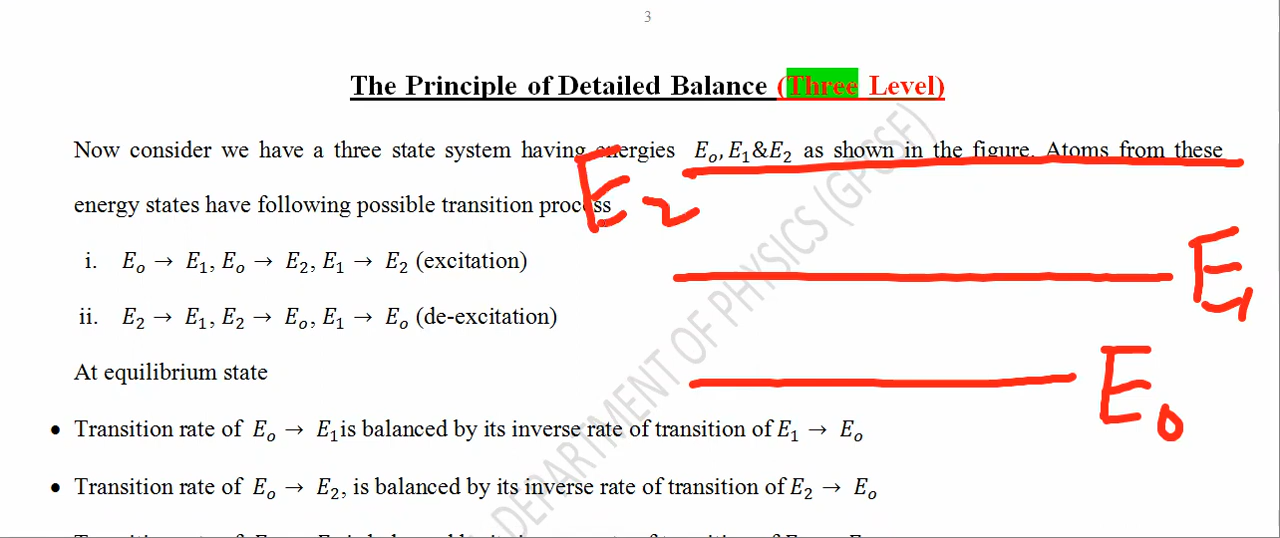 3
The Principle of Detailed Balance (Three Level)
Now consider we have a three state system having energies E₀, E₁&E₂ as shown in the figure. Atoms from these
energy states have following possible transition process
E₂
i. E₀ → E₁, E₀ → E₂, E₁ → E₂ (excitation)
E₁
ii. E₂ → E₁, E₂ → E₀, E₁ → E₀ (de-excitation)
At equilibrium state
E₀
• Transition rate of E₀ → E₁is balanced by its inverse rate of transition of E₁ → E₀
• Transition rate of E₀ → E₂, is balanced by its inverse rate of transition of E₂ → E₀
DEPARTMENT OF PHYSICS (GPCSF)